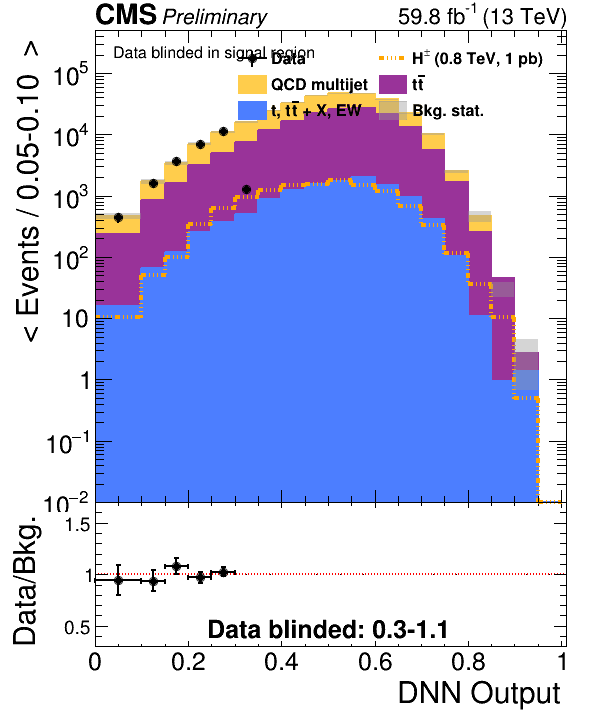 CMS Preliminary 59.8 fb⁻¹ (13 TeV)
Data blinded in signal region
Data
H± (0.8 TeV, 1 pb)
QCD multijet
tt̄
t, tt̄ + X, EW
Bkg. stat.
< Events / 0.05-0.10 >
10⁵
10⁴
10³
10²
10
1
10⁻¹
10⁻²
Data/Bkg.
1.5
1
0.5
Data blinded: 0.3-1.1
0 0.2 0.4 0.6 0.8 1
DNN Output